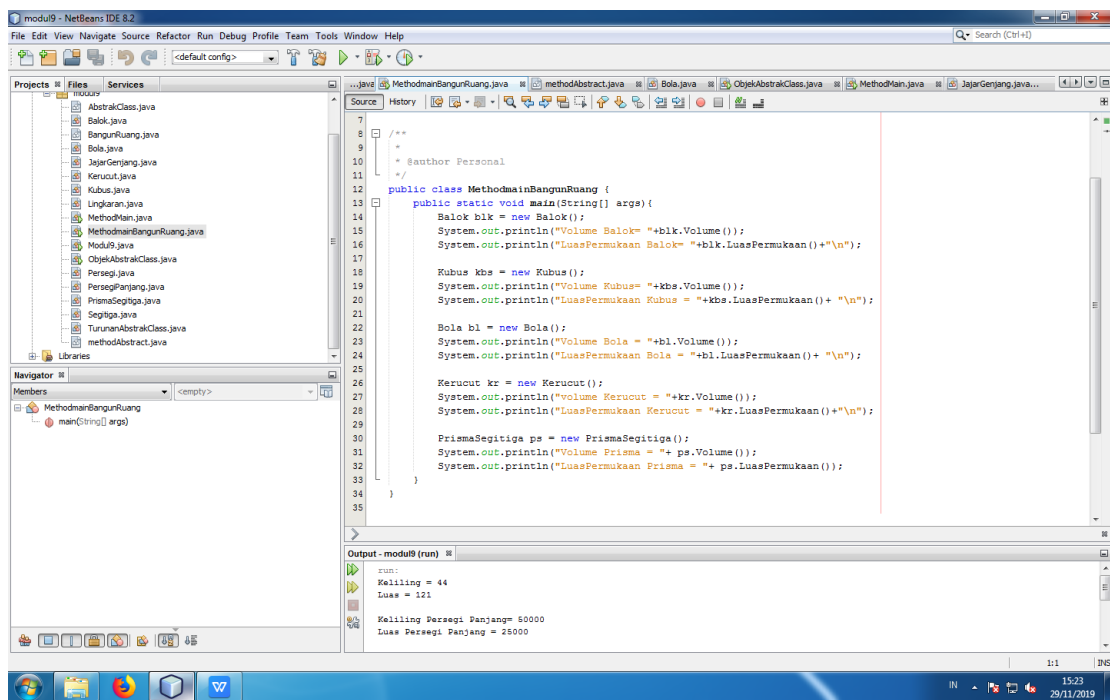 modul9 - NetBeans IDE 8.2
File Edit View Navigate Source Refactor Run Debug Profile Team Tools Window Help
Search (Ctrl+I)
<default config>
Projects Files Services
modul9
AbstrakClass.java
Balok.java
BangunRuang.java
Bola.java
JajarGenjang.java
Kerucut.java
Kubus.java
Lingkaran.java
MethodMain.java
MethodmainBangunRuang.java
Modul9.java
ObjekAbstrakClass.java
Persegi.java
PersegiPanjang.java
PrismaSegitiga.java
Segitiga.java
TurunanAbstrakClass.java
methodAbstract.java
Libraries
Navigator
Members <empty>
MethodmainBangunRuang
main(String[] args)
...java MethodmainBangunRuang.java methodAbstract.java Bola.java ObjekAbstrakClass.java MethodMain.java JajarGenjang.java...
Source History
7
8 /**
9 *
10 * @author Personal
11 */
12 public class MethodmainBangunRuang {
13 public static void main(String[] args){
14 Balok blk = new Balok();
15 System.out.println("Volume Balok= "+blk.Volume());
16 System.out.println("LuasPermukaan Balok= "+blk.LuasPermukaan()+"\n");
17
18 Kubus kbs = new Kubus();
19 System.out.println("Volume Kubus= "+kbs.Volume());
20 System.out.println("LuasPermukaan Kubus = "+kbs.LuasPermukaan()+ "\n");
21
22 Bola bl = new Bola();
23 System.out.println("Volume Bola = "+bl.Volume());
24 System.out.println("LuasPermukaan Bola = "+bl.LuasPermukaan()+ "\n");
25
26 Kerucut kr = new Kerucut();
27 System.out.println("volume Kerucut = "+kr.Volume());
28 System.out.println("LuasPermukaan Kerucut = "+kr.LuasPermukaan()+"\n");
29
30 PrismaSegitiga ps = new PrismaSegitiga();
31 System.out.println("Volume Prisma = "+ ps.Volume());
32 System.out.println("LuasPermukaan Prisma = "+ ps.LuasPermukaan());
33 }
34 }
35
Output - modul9 (run)
run:
Keliling = 44
Luas = 121
Keliling Persegi Panjang= 50000
Luas Persegi Panjang = 25000
1:1 INS
IN
15:23
29/11/2019